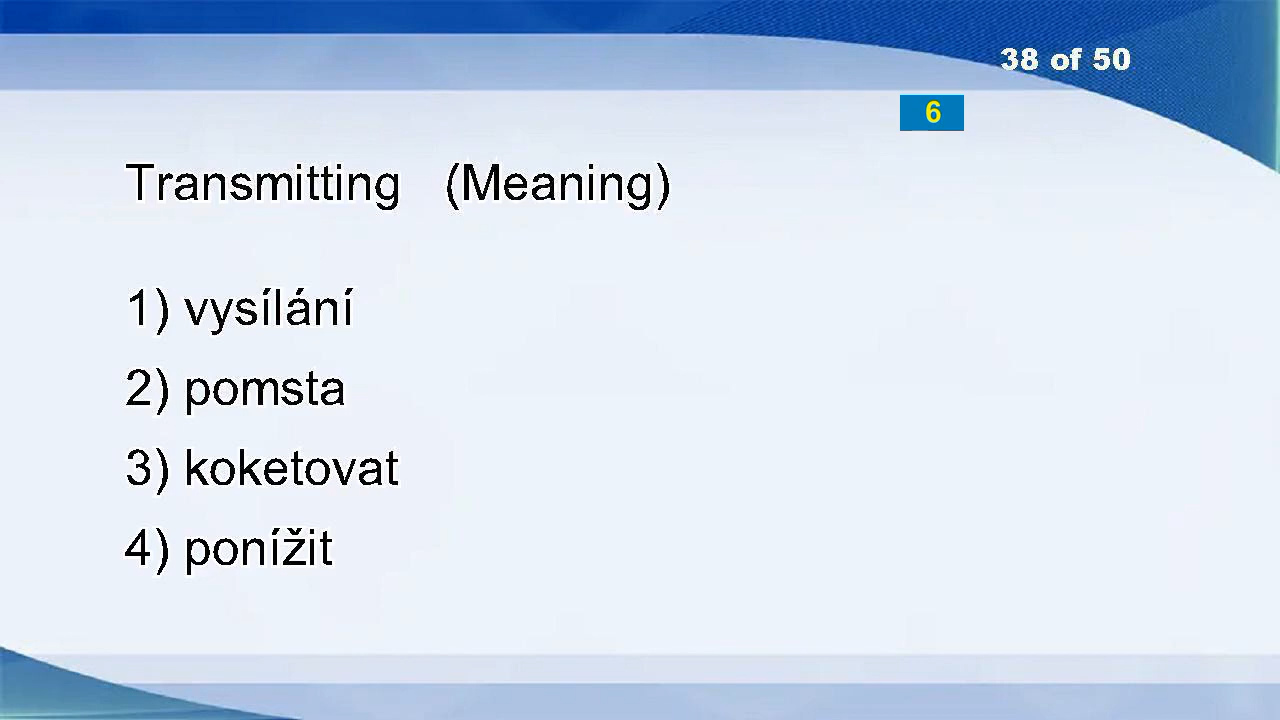 38 of 50
6
Transmitting (Meaning)
1) vysílání
2) pomsta
3) koketovat
4) ponížit